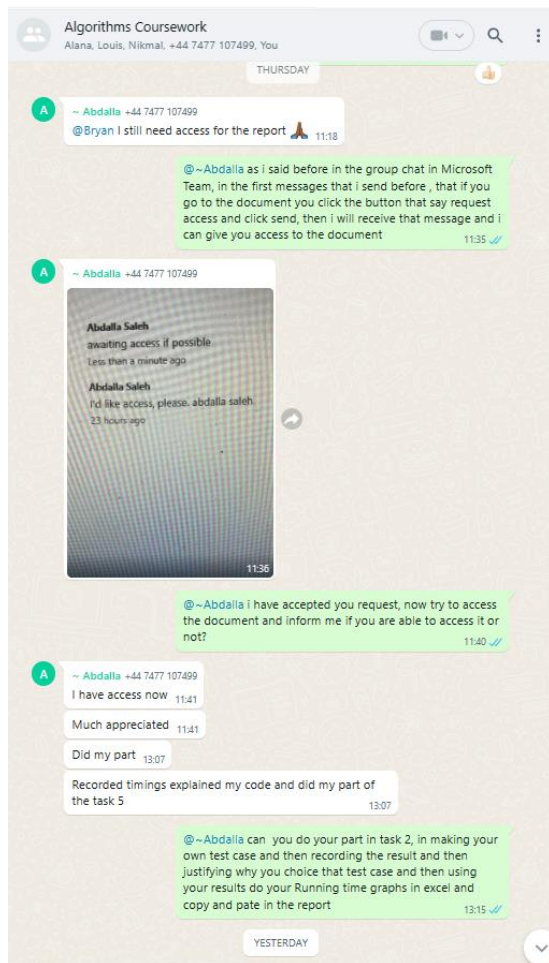 Algorithms Coursework
Alana, Louis, Nikmal, +44 7477 107499, You
THURSDAY
A
~ Abdalla +44 7477 107499
@Bryan I still need access for the report 🙏🏾 11:18
@~Abdalla as i said before in the group chat in Microsoft
Team, in the first messages that i send before , that if you
go to the document you click the button that say request
access and click send, then i will receive that message and i
can give you access to the document
11:35
A
~ Abdalla +44 7477 107499
Abdalla Saleh
awaiting access if possible
Less than a minute ago
Abdalla Saleh
I'd like access, please. abdalla saleh
23 hours ago
11:36
@~Abdalla i have accepted you request, now try to access
the document and inform me if you are able to access it or
not?
11:40
A
~ Abdalla +44 7477 107499
I have access now 11:41
Much appreciated 11:41
Did my part 13:07
Recorded timings explained my code and did my part of
the task 5
13:07
@~Abdalla can you do your part in task 2, in making your
own test case and then recording the result and then
justifying why you choice that test case and then using
your results do your Running time graphs in excel and
copy and pate in the report
13:15
YESTERDAY